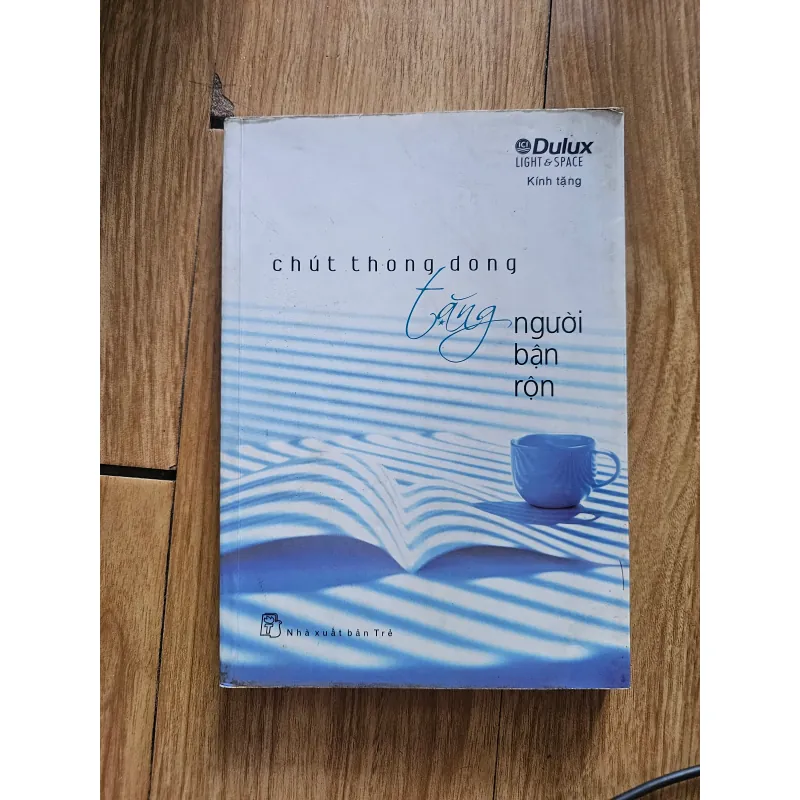 ICI Dulux
LIGHT & SPACE
Kính tặng
chút thong dong
tặng
người
bận
rộn
Nhà xuất bản Trẻ